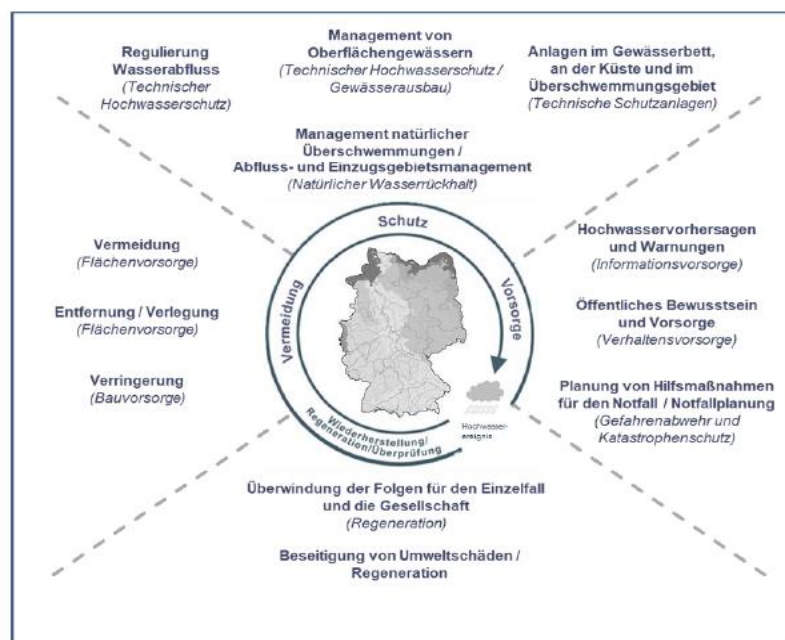 Regulierung
Wasserabfluss
(Technischer
Hochwasserschutz)
Management von
Oberflächengewässern
(Technischer Hochwasserschutz /
Gewässerausbau)
Anlagen im Gewässerbett,
an der Küste und im
Überschwemmungsgebiet
(Technische Schutzanlagen)
Management natürlicher
Überschwemmungen /
Abfluss- und Einzugsgebietsmanagement
(Natürlicher Wasserrückhalt)
Schutz
Vermeidung
(Flächenvorsorge)
Entfernung / Verlegung
(Flächenvorsorge)
Verringerung
(Bauvorsorge)
Vermeidung
Vorsorge
Hochwasservorhersagen
und Warnungen
(Informationsvorsorge)
Öffentliches Bewusstsein
und Vorsorge
(Verhaltensvorsorge)
Planung von Hilfsmaßnahmen
für den Notfall / Notfallplanung
(Gefahrenabwehr und
Katastrophenschutz)
Hochwasser-
ereignis
Wiederherstellung/
Regeneration/Überprüfung
Überwindung der Folgen für den Einzelfall
und die Gesellschaft
(Regeneration)
Beseitigung von Umweltschäden /
Regeneration